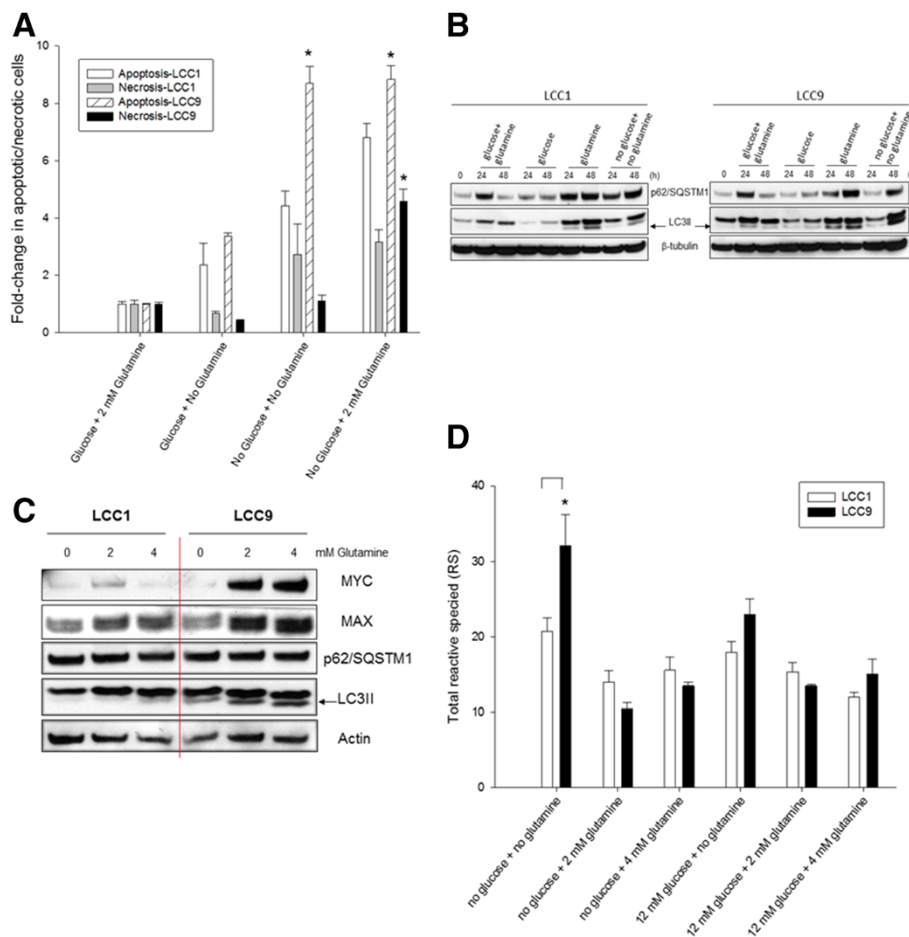 A
Fold-change in apoptotic/necrotic cells
10
8
6
4
2
0
Apoptosis-LCC1
Necrosis-LCC1
Apoptosis-LCC9
Necrosis-LCC9
*
*
*
Glucose + 2 mM Glutamine
Glucose + No Glutamine
No Glucose + No Glutamine
No Glucose + 2 mM Glutamine
B
LCC1
LCC9
glucose+ glutamine
glucose
glutamine
no glucose+ no glutamine
glucose+ glutamine
glucose
glutamine
no glucose+ no glutamine
0 24 48 24 48 24 48 24 48 (h)
0 24 48 24 48 24 48 24 48 (h)
p62/SQSTM1
LC3II
β-tubulin
C
LCC1 LCC9
0 2 4 0 2 4 mM Glutamine
MYC
MAX
p62/SQSTM1
LC3II
Actin
D
Total reactive specied (RS)
40
30
20
10
0
LCC1
LCC9
*
no glucose + no glutamine
no glucose + 2 mM glutamine
no glucose + 4 mM glutamine
12 mM glucose + no glutamine
12 mM glucose + 2 mM glutamine
12 mM glucose + 4 mM glutamine